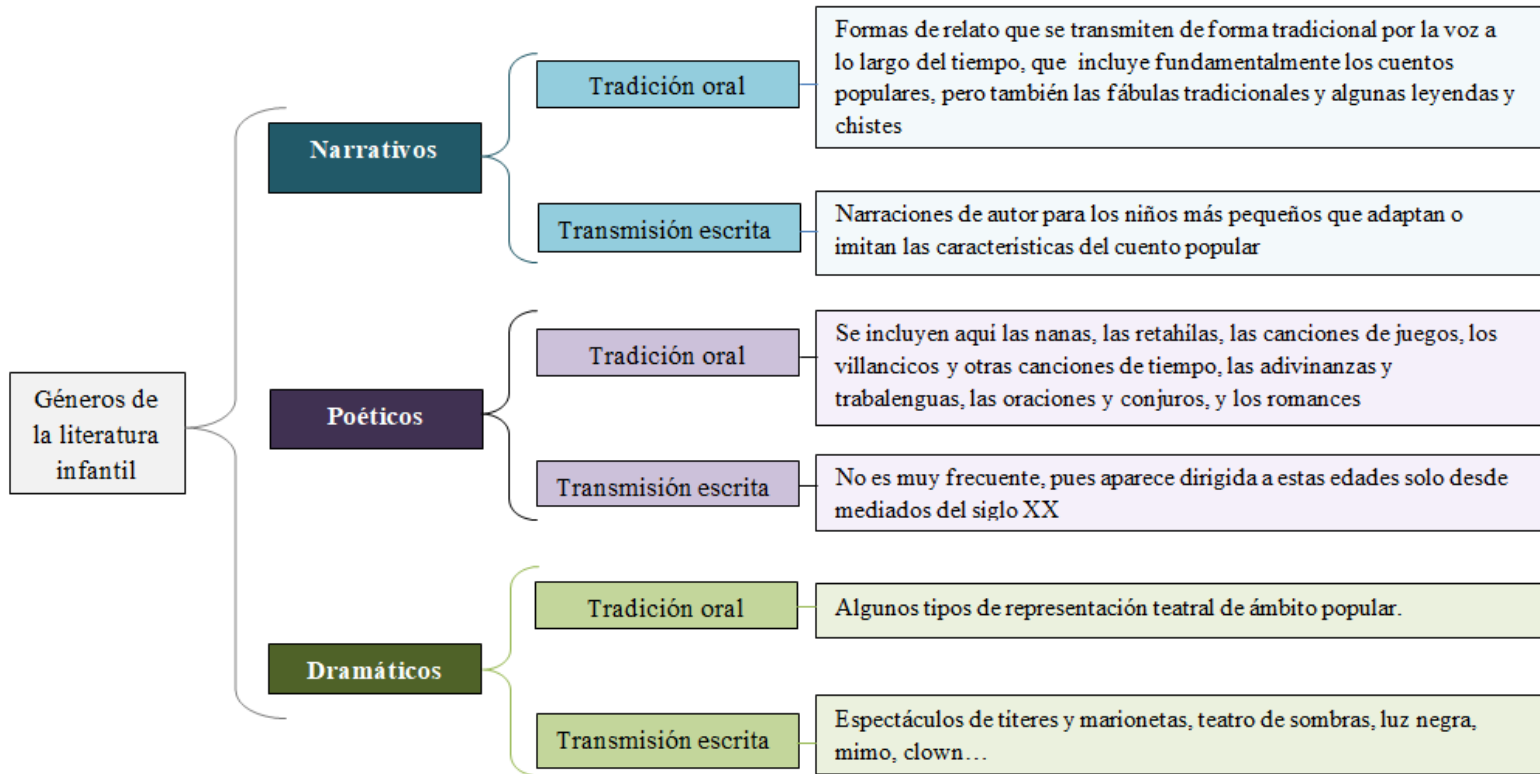 Géneros de
la literatura
infantil
Narrativos
Tradición oral
Formas de relato que se transmiten de forma tradicional por la voz a
lo largo del tiempo, que incluye fundamentalmente los cuentos
populares, pero también las fábulas tradicionales y algunas leyendas y
chistes
Transmisión escrita
Narraciones de autor para los niños más pequeños que adaptan o
imitan las características del cuento popular
Poéticos
Tradición oral
Se incluyen aquí las nanas, las retahílas, las canciones de juegos, los
villancicos y otras canciones de tiempo, las adivinanzas y
trabalenguas, las oraciones y conjuros, y los romances
Transmisión escrita
No es muy frecuente, pues aparece dirigida a estas edades solo desde
mediados del siglo XX
Dramáticos
Tradición oral
Algunos tipos de representación teatral de ámbito popular.
Transmisión escrita
Espectáculos de títeres y marionetas, teatro de sombras, luz negra,
mimo, clown…